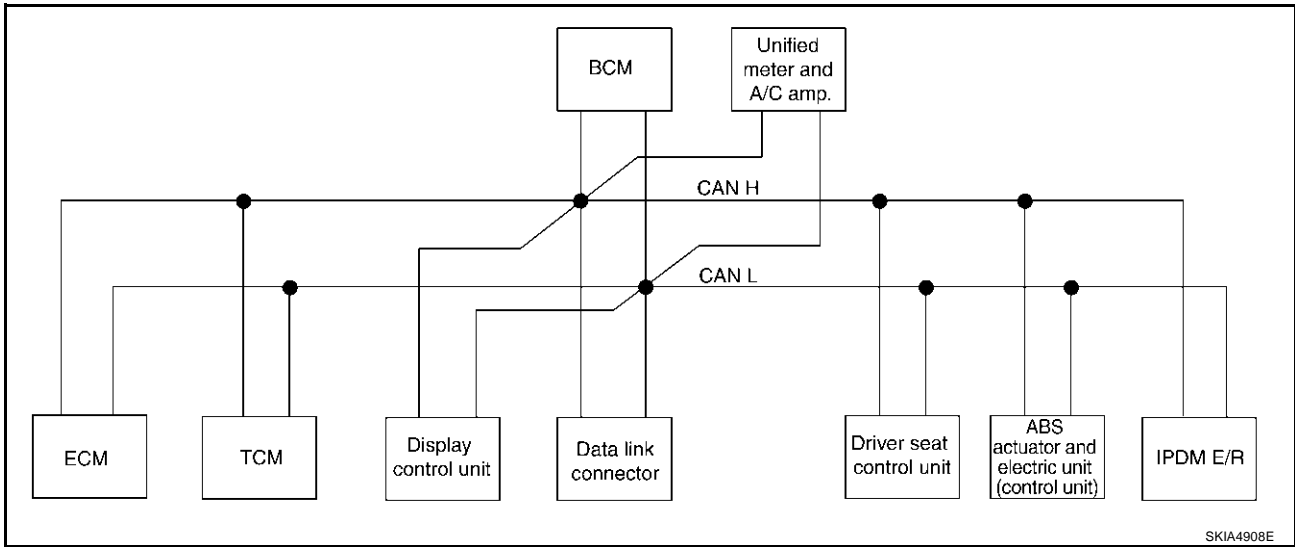 BCM
Unified
meter and
A/C amp.
CAN H
CAN L
ECM
TCM
Display
control unit
Data link
connector
Driver seat
control unit
ABS
actuator and
electric unit
(control unit)
IPDM E/R
SKIA4908E